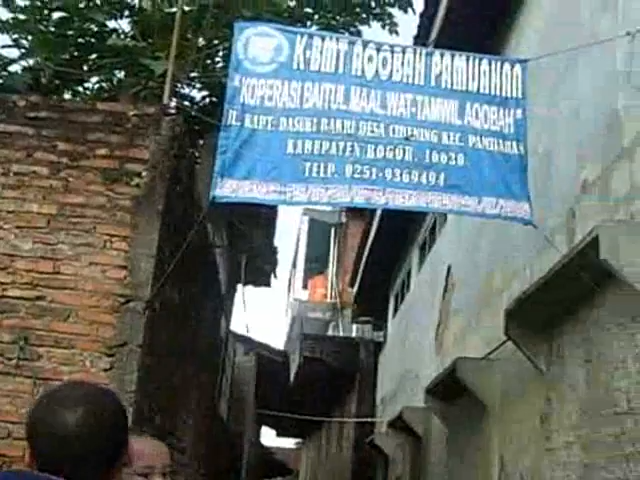 K-BMT AQOBAH PAMIJAHAN
"KOPERASI BAITUL MAAL WAT-TAMWIL AQOBAH"
JL. KAPT. DASUKI BAKRI DESA CIBENING KEC. PAMIJAHAN
KABUPATEN BOGOR. 16630
TELP. 0251-9369494